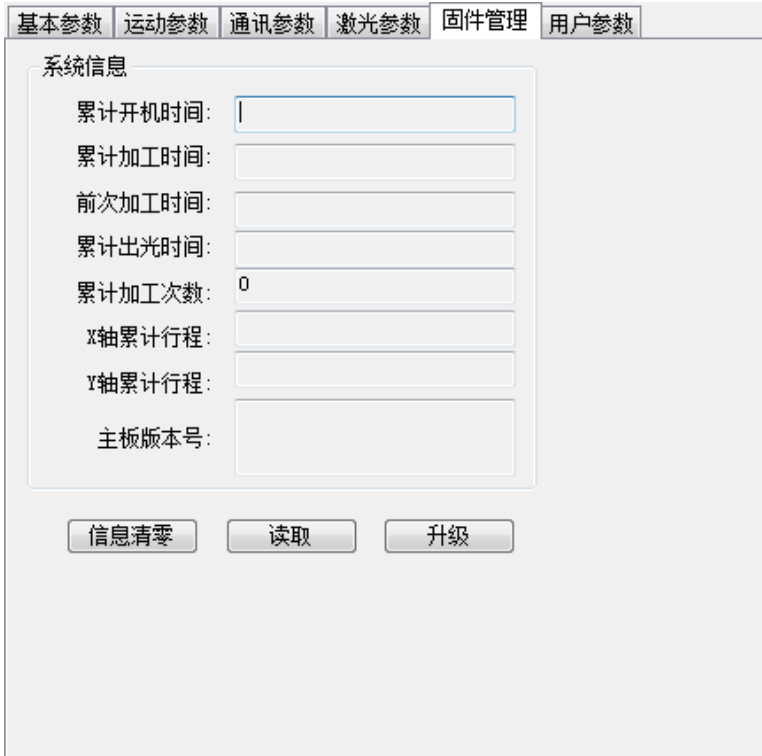 基本参数 运动参数 通讯参数 激光参数 固件管理 用户参数
系统信息
累计开机时间:
累计加工时间:
前次加工时间:
累计出光时间:
累计加工次数: 0
X轴累计行程:
Y轴累计行程:
主板版本号:
信息清零 读取 升级